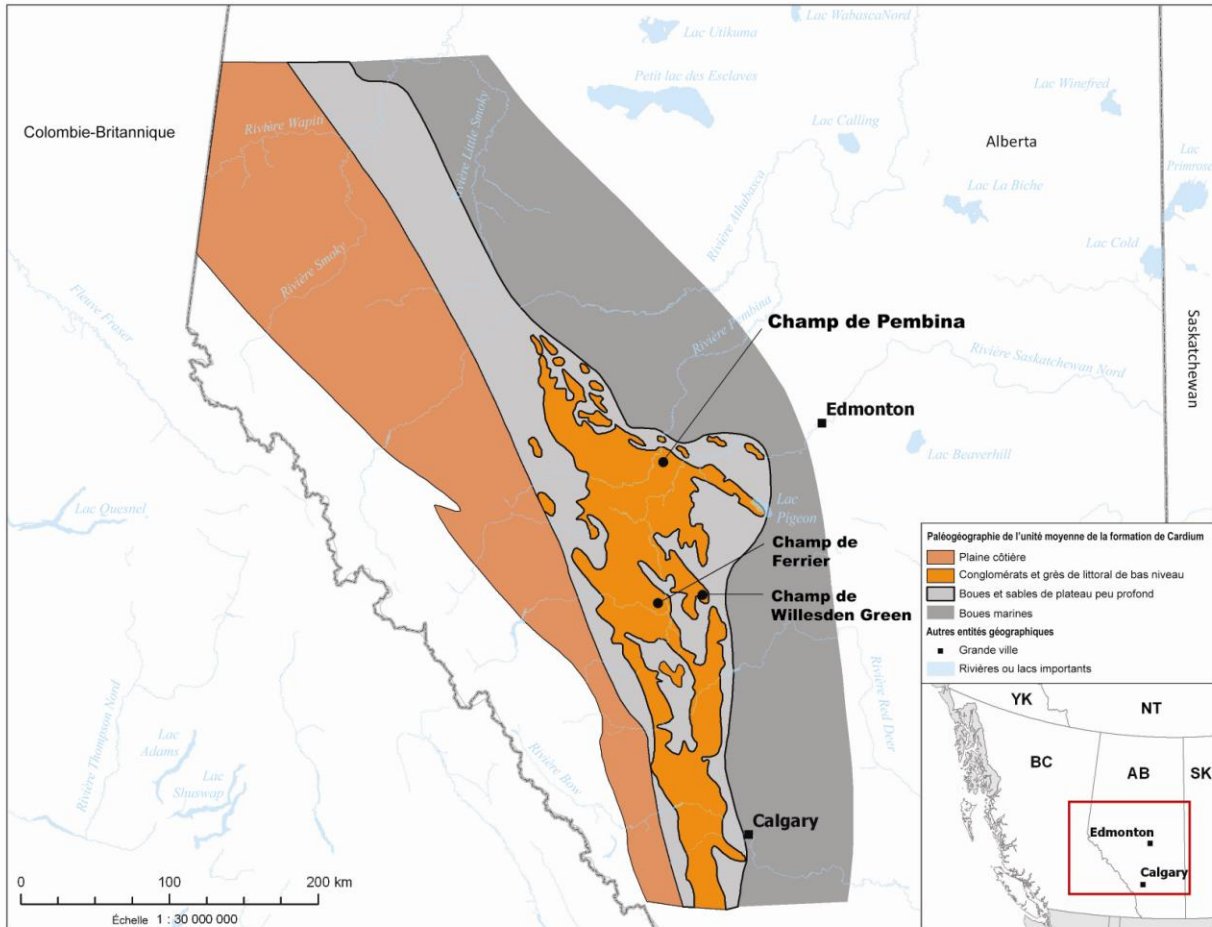 Lac Utikuma
Lac WabascaNord
Petit lac des Esclaves
Lac Winefred
Colombie-Britannique
Rivière Wapiti
Rivière Little Smoky
Lac Calling
Alberta
Lac
Primrose
Lac La Biche
Rivière Athabasca
Lac Cold
Rivière Smoky
Fleuve Fraser
Rivière Pembina
Champ de Pembina
Saskatchewan
Rivière Saskatchewan Nord
Edmonton
Lac Beaverhill
Lac Quesnel
Lac
Pigeon
Champ de
Ferrier
Champ de
Willesden Green
Rivière Red Deer
Rivière Thompson Nord
Lac
Adams
Lac
Shuswap
Rivière Bow
Calgary
0 100 200 km
Échelle 1 : 30 000 000
Paléogéographie de l'unité moyenne de la formation de Cardium
Plaine côtière
Conglomérats et grès de littoral de bas niveau
Boues et sables de plateau peu profond
Boues marines
Autres entités géographiques
Grande ville
Rivières ou lacs importants
YK
NT
BC
AB
SK
Edmonton
Calgary